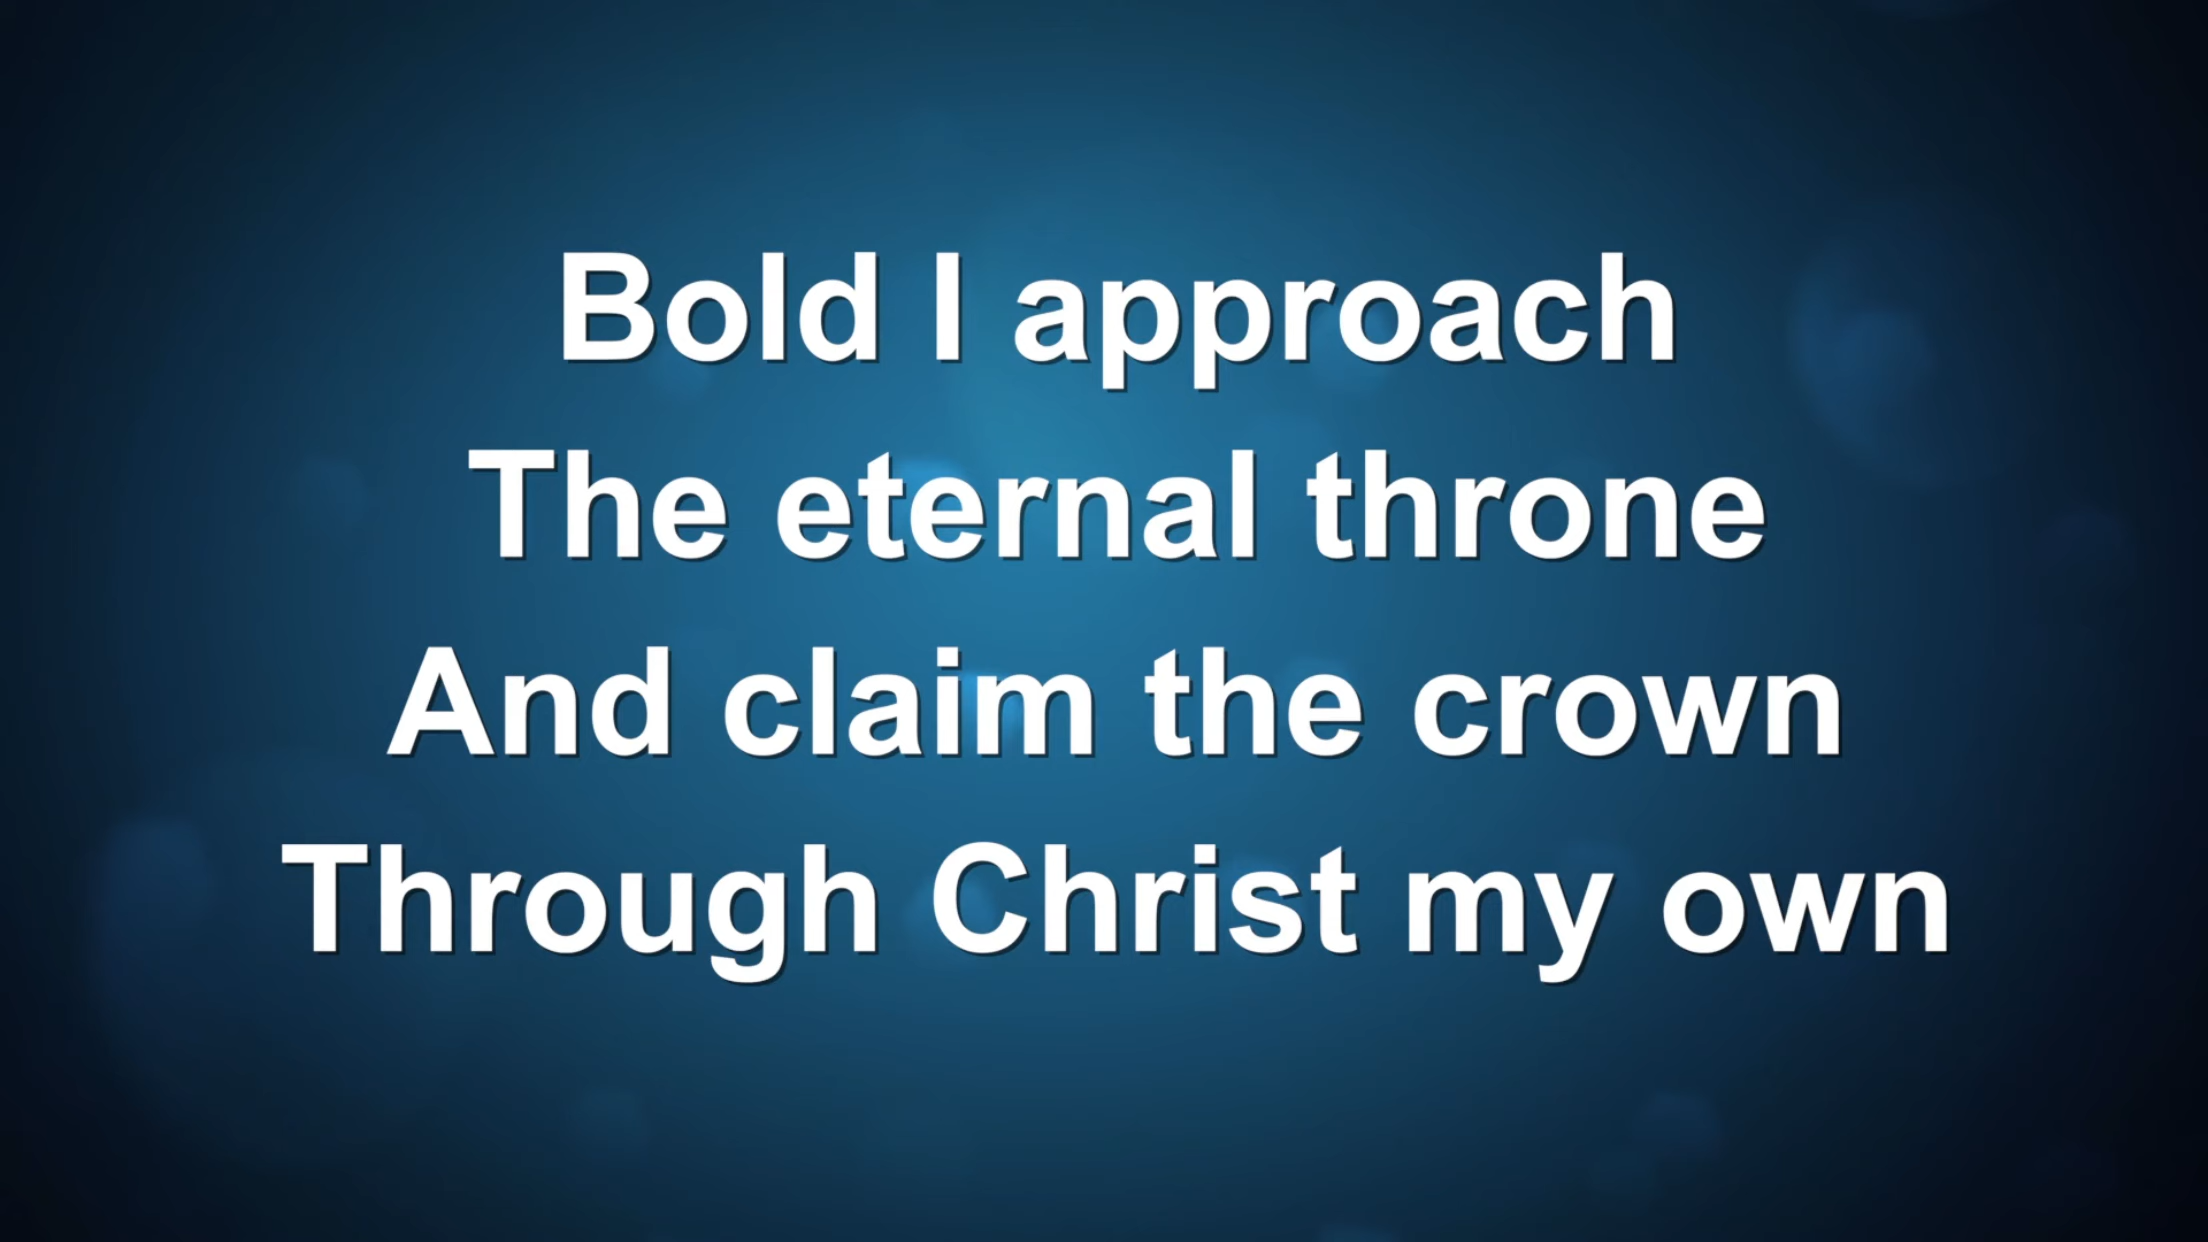 Bold I approach
The eternal throne
And claim the crown
Through Christ my own